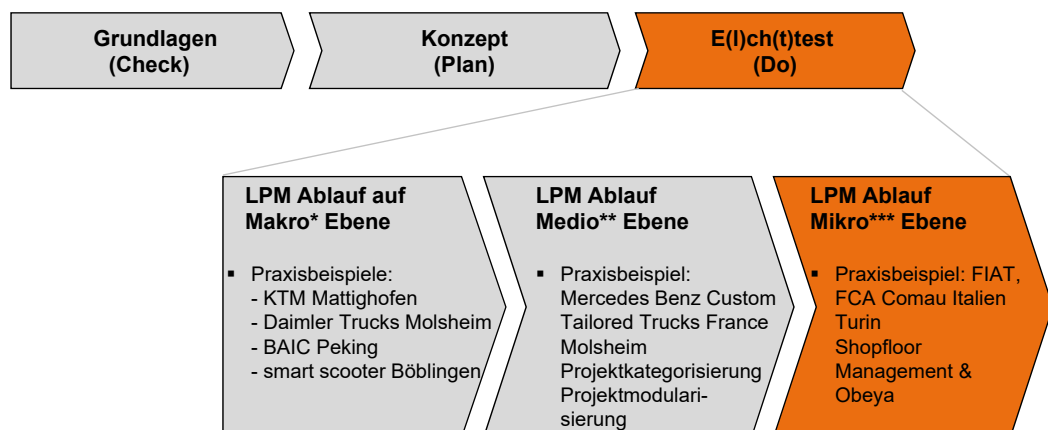 Grundlagen
(Check)
Konzept
(Plan)
E(l)ch(t)test
(Do)
LPM Ablauf auf
Makro* Ebene
▪ Praxisbeispiele:
- KTM Mattighofen
- Daimler Trucks Molsheim
- BAIC Peking
- smart scooter Böblingen
LPM Ablauf
Medio** Ebene
▪ Praxisbeispiel:
Mercedes Benz Custom
Tailored Trucks France
Molsheim
Projektkategorisierung
Projektmodulari-
sierung
LPM Ablauf
Mikro*** Ebene
▪ Praxisbeispiel: FIAT,
FCA Comau Italien
Turin
Shopfloor
Management &
Obeya